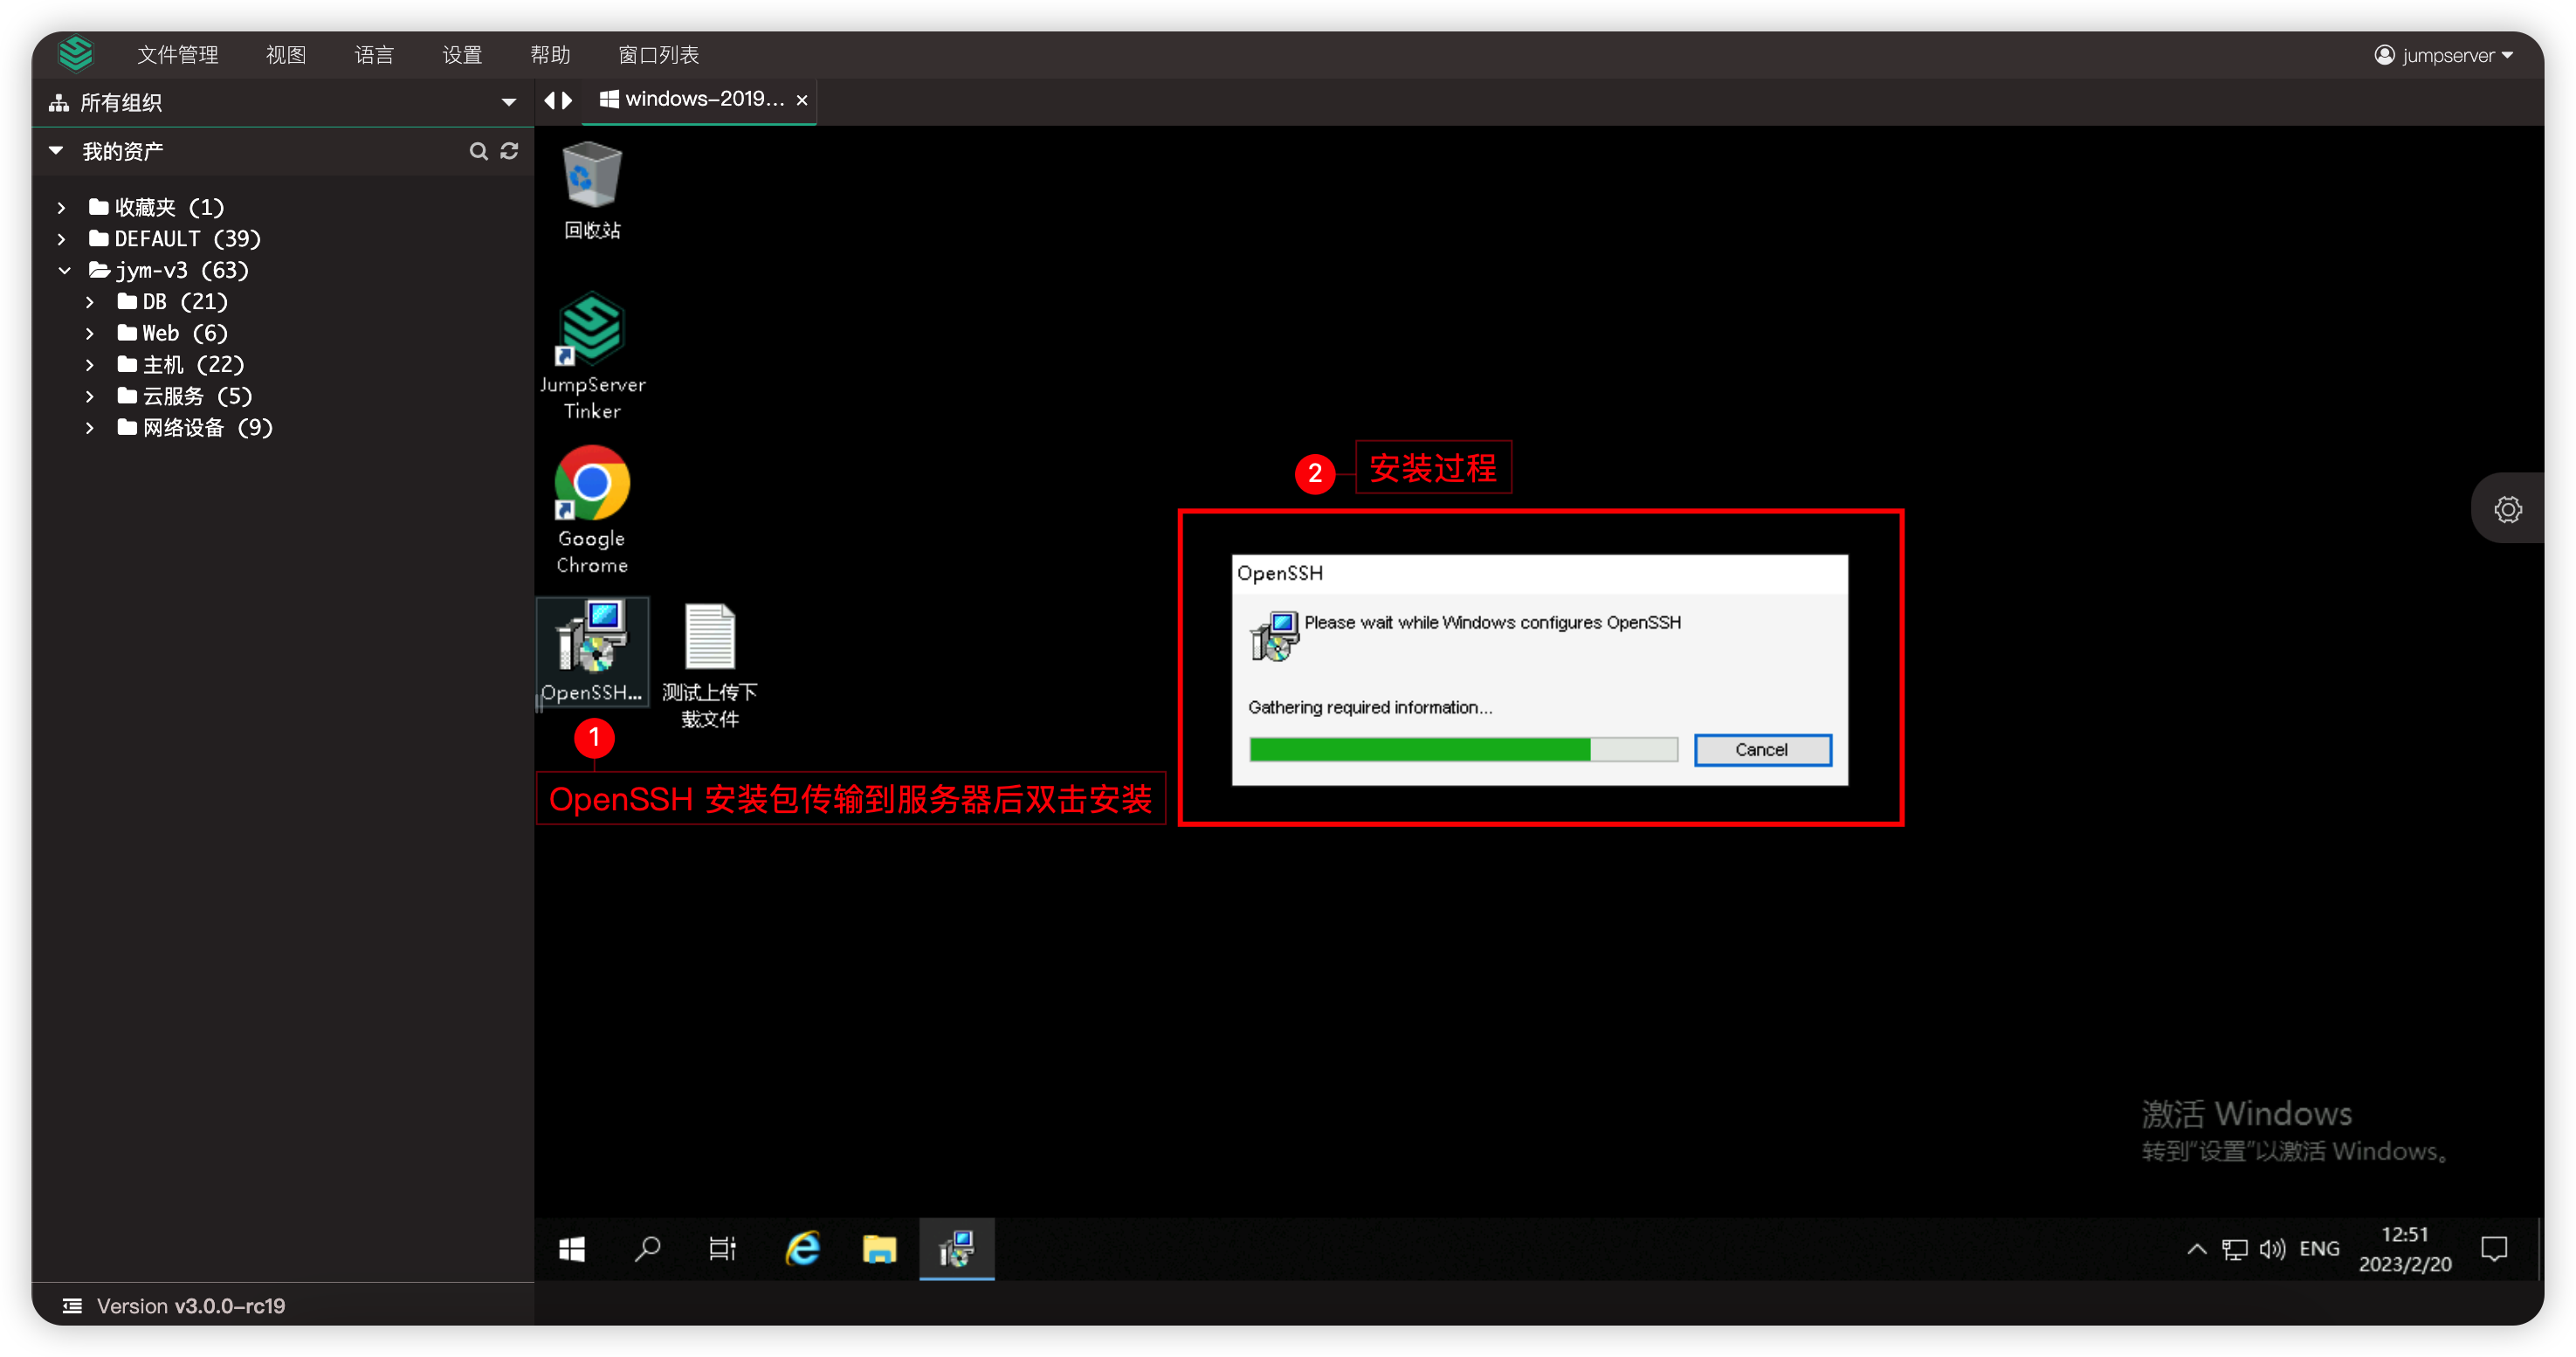 文件管理 视图 语言 设置 帮助 窗口列表 jumpserver
所有组织
windows-2019...
我的资产
收藏夹 (1)
DEFAULT (39)
jym-v3 (63)
DB (21)
Web (6)
主机 (22)
云服务 (5)
网络设备 (9)
回收站
JumpServer
Tinker
Google
Chrome
OpenSSH...
测试上传下
载文件
1
OpenSSH 安装包传输到服务器后双击安装
2
安装过程
OpenSSH
Please wait while Windows configures OpenSSH
Gathering required information...
Cancel
激活 Windows
转到“设置”以激活 Windows。
ENG
12:51
2023/2/20
Version v3.0.0-rc19